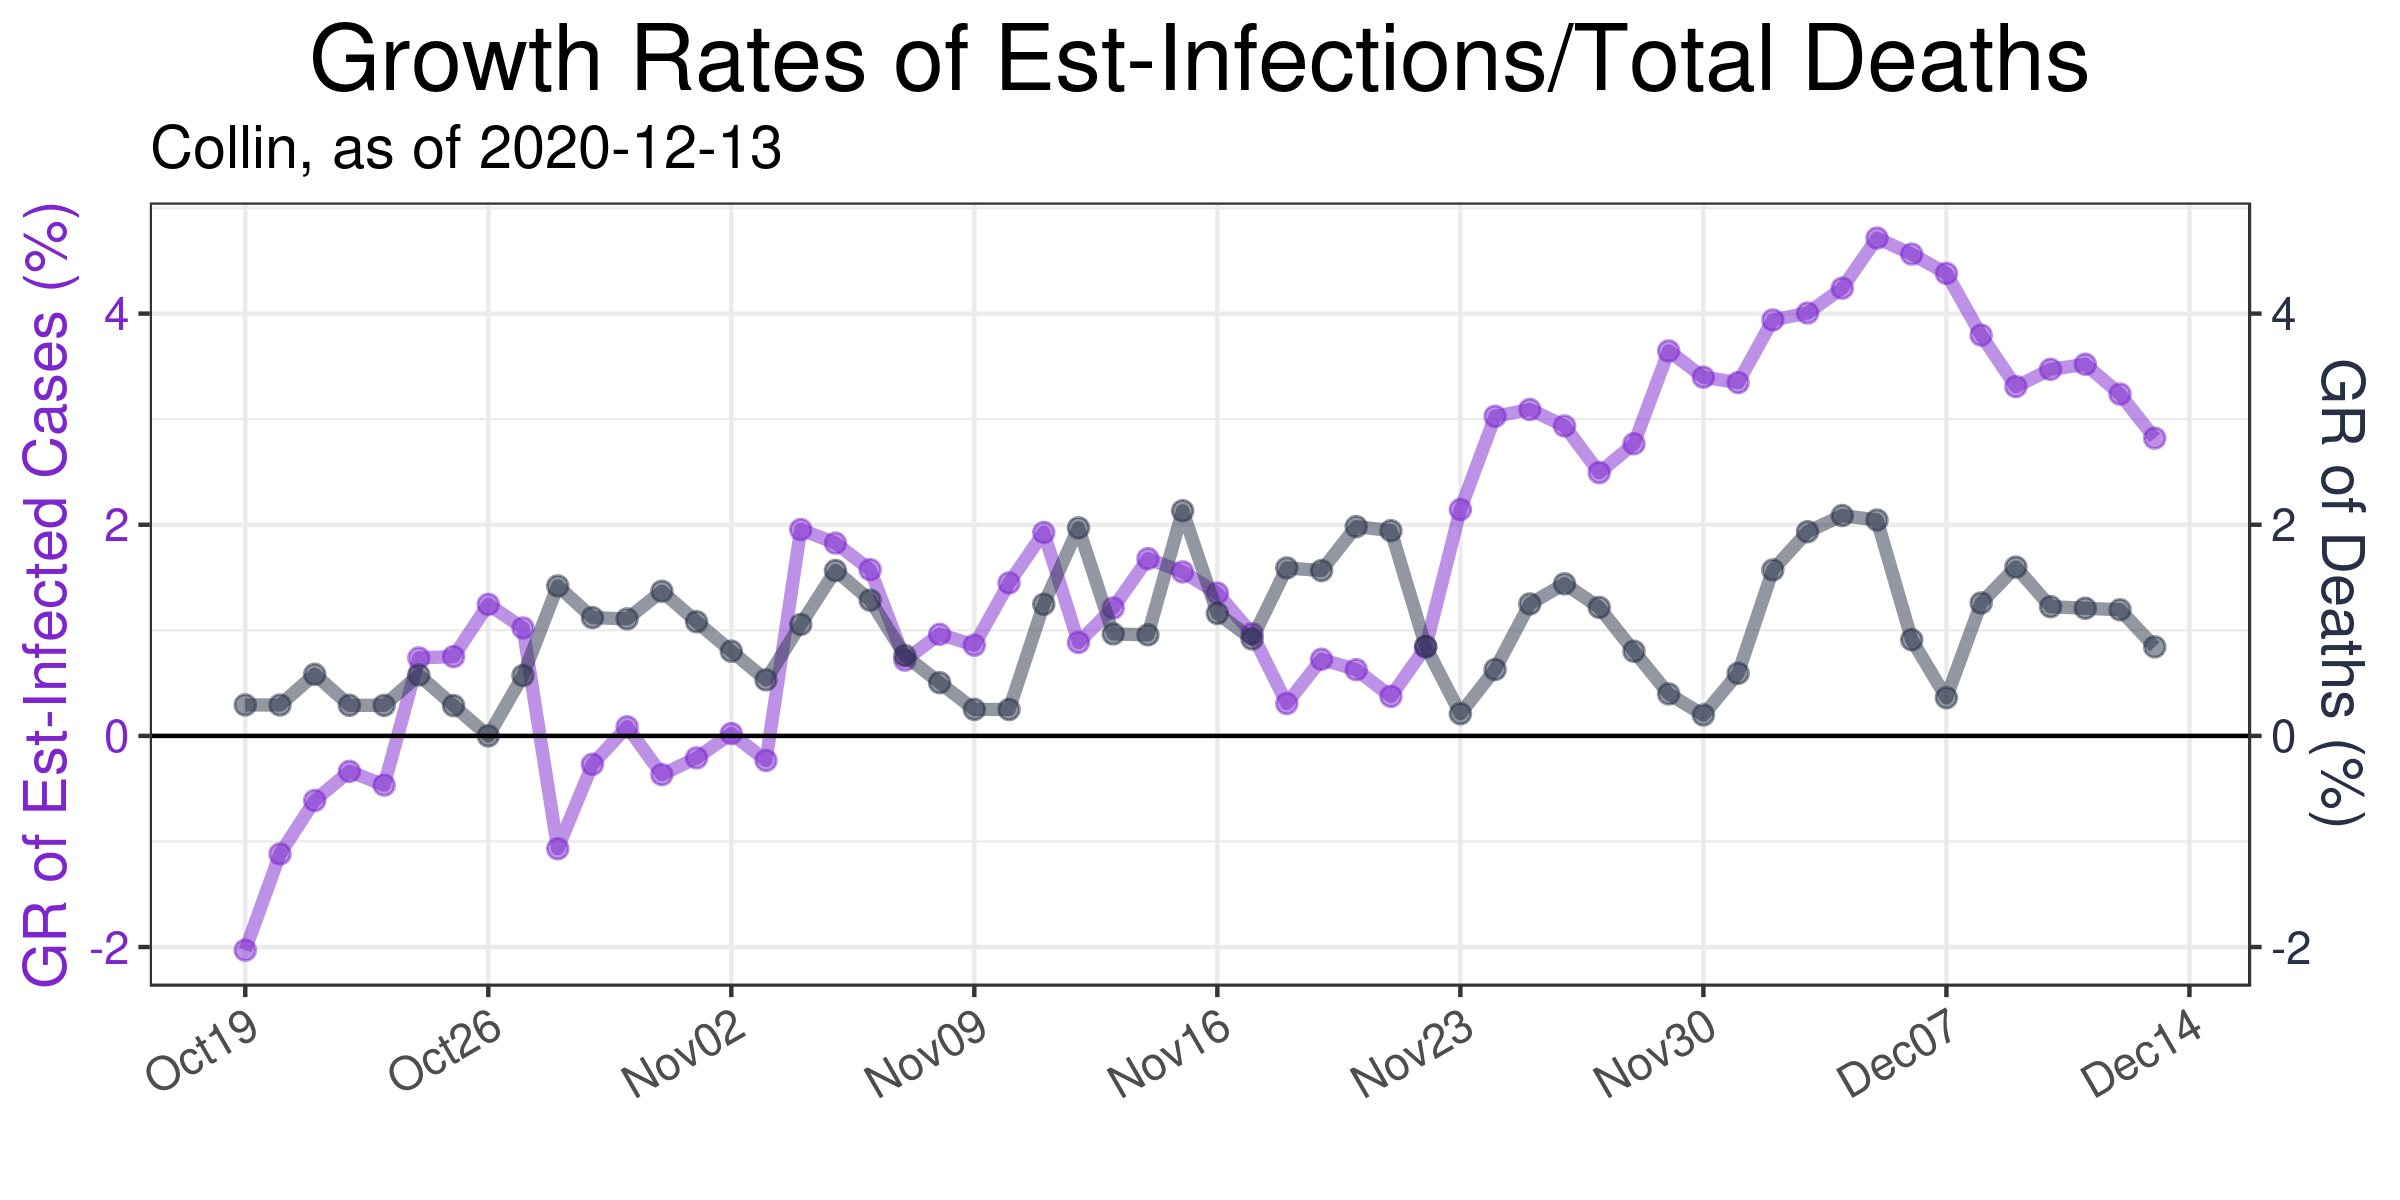 Growth Rates of Est-Infections/Total Deaths
Collin, as of 2020-12-13
GR of Est-Infected Cases (%)
4
2
0
-2
4
2
0
-2
GR of Deaths (%)
Oct19
Oct26
Nov02
Nov09
Nov16
Nov23
Nov30
Dec07
Dec14